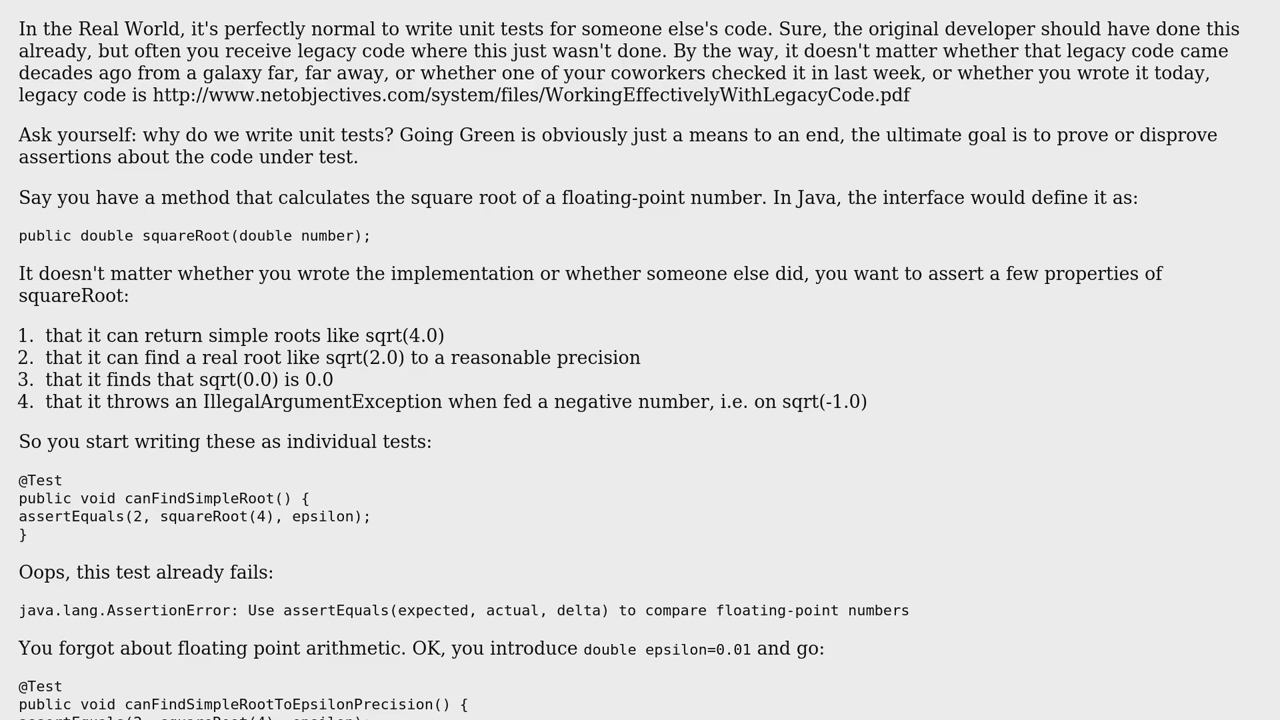 In the Real World, it's perfectly normal to write unit tests for someone else's code. Sure, the original developer should have done this
already, but often you receive legacy code where this just wasn't done. By the way, it doesn't matter whether that legacy code came
decades ago from a galaxy far, far away, or whether one of your coworkers checked it in last week, or whether you wrote it today,
legacy code is http://www.netobjectives.com/system/files/WorkingEffectivelyWithLegacyCode.pdf
Ask yourself: why do we write unit tests? Going Green is obviously just a means to an end, the ultimate goal is to prove or disprove
assertions about the code under test.
Say you have a method that calculates the square root of a floating-point number. In Java, the interface would define it as:
public double squareRoot(double number);
It doesn't matter whether you wrote the implementation or whether someone else did, you want to assert a few properties of
squareRoot:
1. that it can return simple roots like sqrt(4.0)
2. that it can find a real root like sqrt(2.0) to a reasonable precision
3. that it finds that sqrt(0.0) is 0.0
4. that it throws an IllegalArgumentException when fed a negative number, i.e. on sqrt(-1.0)
So you start writing these as individual tests:
@Test
public void canFindSimpleRoot() {
assertEquals(2, squareRoot(4), epsilon);
}
Oops, this test already fails:
java.lang.AssertionError: Use assertEquals(expected, actual, delta) to compare floating-point numbers
You forgot about floating point arithmetic. OK, you introduce double epsilon=0.01 and go:
@Test
public void canFindSimpleRootToEpsilonPrecision() {
assertEquals(2, squareRoot(4), epsilon);